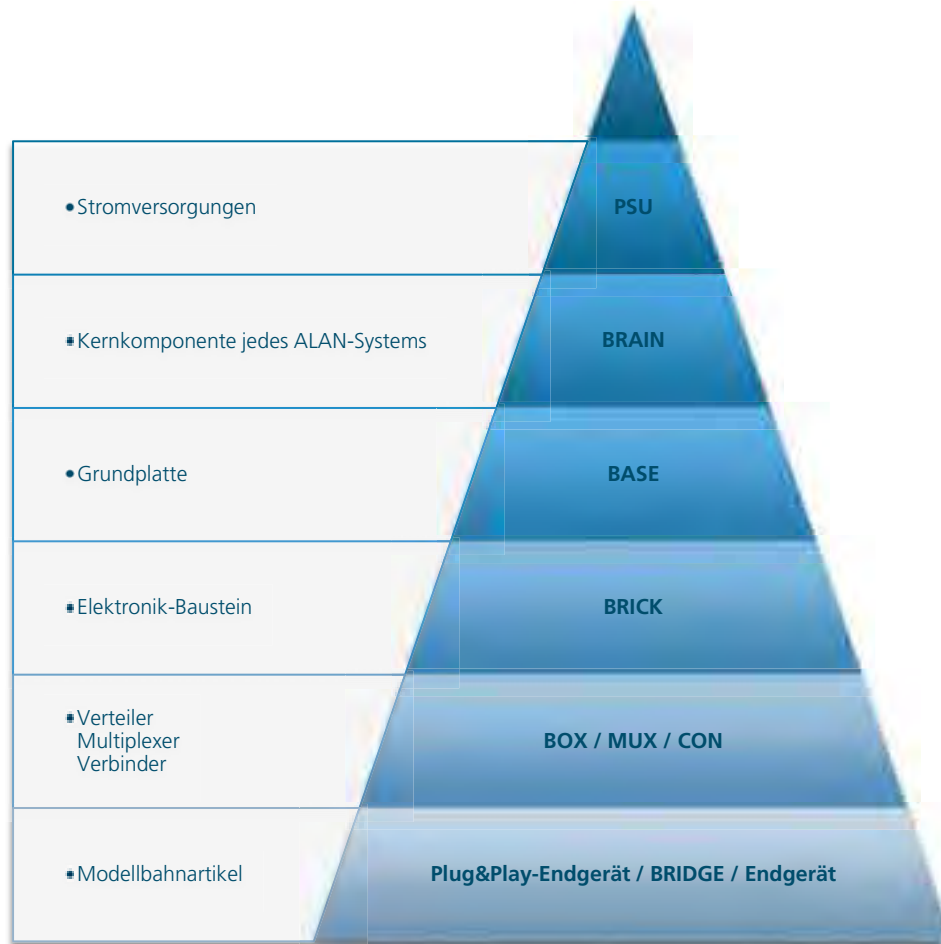 • Stromversorgungen
PSU
• Kernkomponente jedes ALAN-Systems
BRAIN
• Grundplatte
BASE
• Elektronik-Baustein
BRICK
• Verteiler
Multiplexer
Verbinder
BOX / MUX / CON
• Modellbahnartikel
Plug&Play-Endgerät / BRIDGE / Endgerät